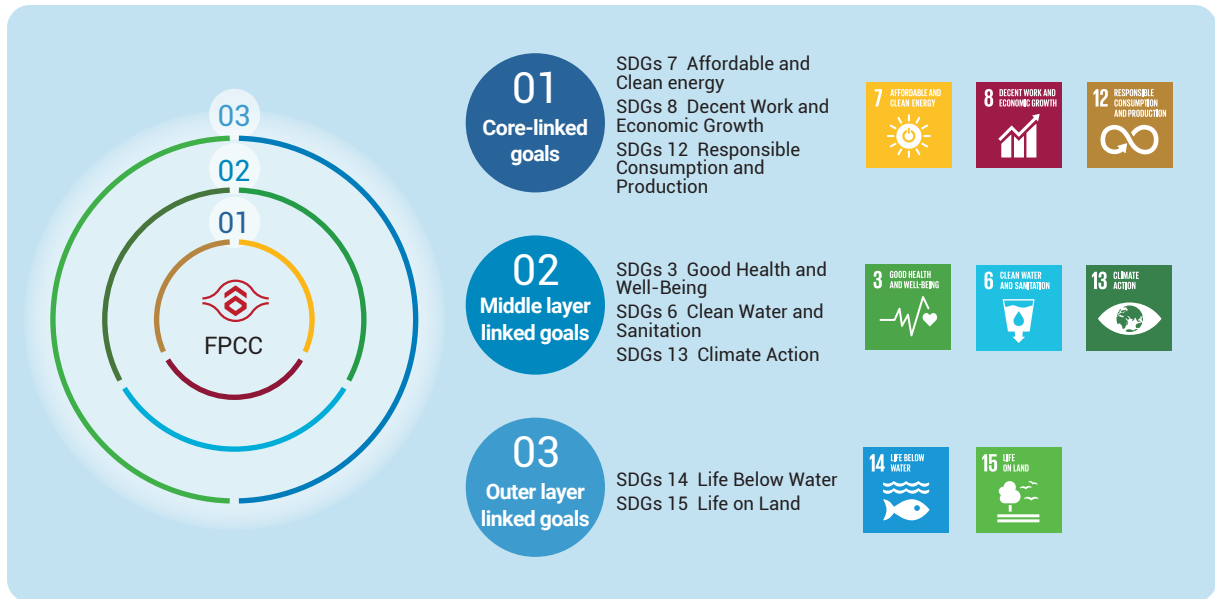 03
02
01
FPCC
01
Core-linked
goals
SDGs 7 Affordable and
Clean energy
SDGs 8 Decent Work and
Economic Growth
SDGs 12 Responsible
Consumption and
Production
7 AFFORDABLE AND
CLEAN ENERGY
8 DECENT WORK AND
ECONOMIC GROWTH
12 RESPONSIBLE
CONSUMPTION
AND PRODUCTION
02
Middle layer
linked goals
SDGs 3 Good Health and
Well-Being
SDGs 6 Clean Water and
Sanitation
SDGs 13 Climate Action
3 GOOD HEALTH
AND WELL-BEING
6 CLEAN WATER
AND SANITATION
13 CLIMATE
ACTION
03
Outer layer
linked goals
SDGs 14 Life Below Water
SDGs 15 Life on Land
14 LIFE BELOW
WATER
15 LIFE
ON LAND